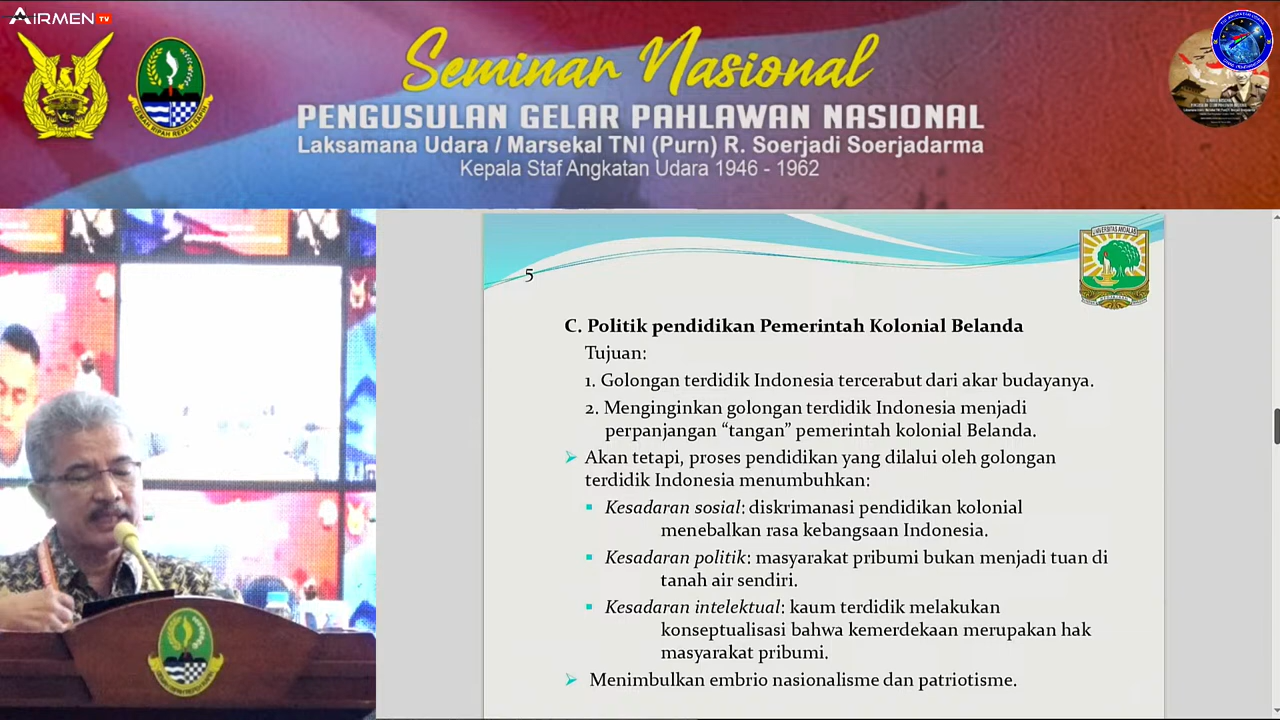 AiRMEN TV
Seminar Nasional
PENGUSULAN GELAR PAHLAWAN NASIONAL
Laksamana Udara / Marsekal TNI (Purn) R. Soerjadi Soerjadarma
Kepala Staf Angkatan Udara 1946 - 1962
5
UNIVERSITAS ANDALAS
C. Politik pendidikan Pemerintah Kolonial Belanda
Tujuan:
1. Golongan terdidik Indonesia tercerabut dari akar budayanya.
2. Menginginkan golongan terdidik Indonesia menjadi
perpanjangan “tangan” pemerintah kolonial Belanda.
Akan tetapi, proses pendidikan yang dilalui oleh golongan
terdidik Indonesia menumbuhkan:
Kesadaran sosial: diskrimanasi pendidikan kolonial
menebalkan rasa kebangsaan Indonesia.
Kesadaran politik: masyarakat pribumi bukan menjadi tuan di
tanah air sendiri.
Kesadaran intelektual: kaum terdidik melakukan
konseptualisasi bahwa kemerdekaan merupakan hak
masyarakat pribumi.
Menimbulkan embrio nasionalisme dan patriotisme.